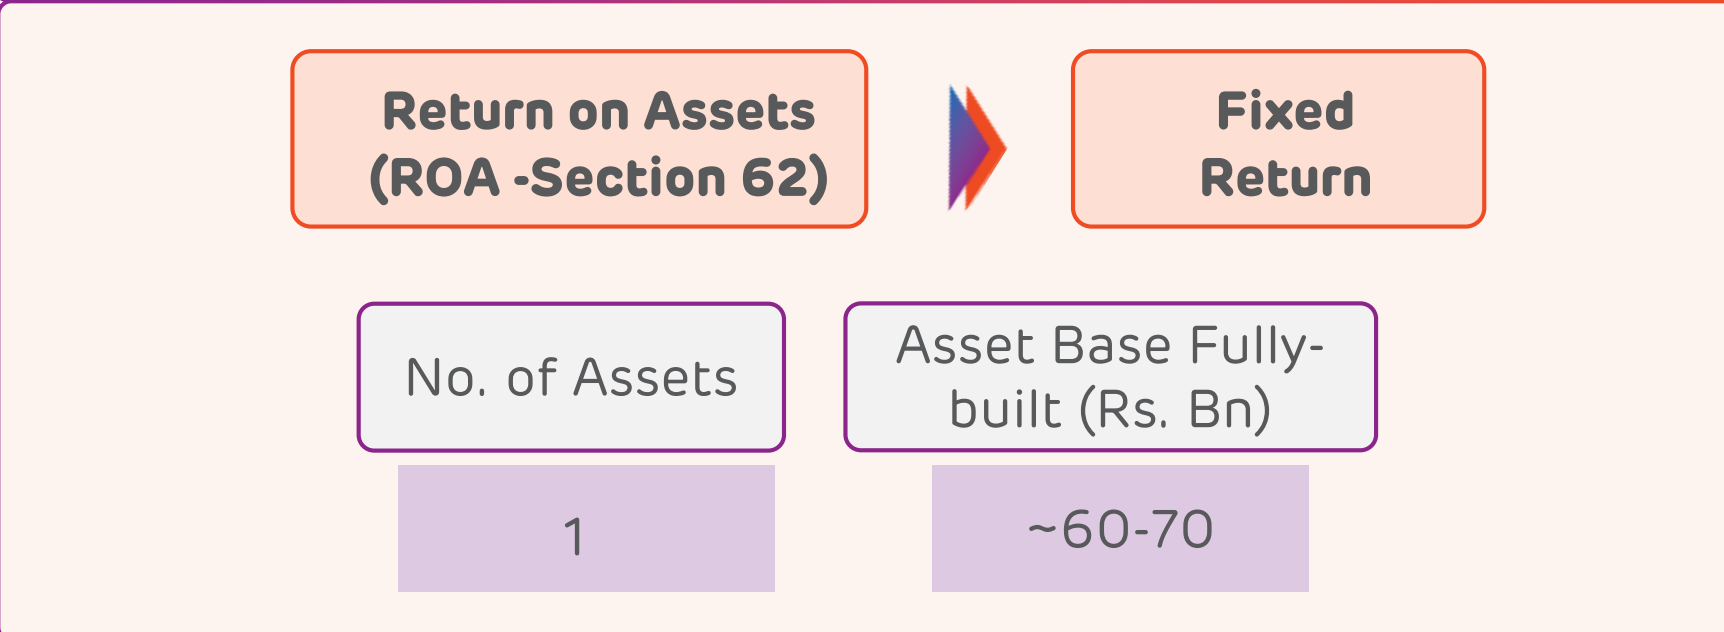 Return on Assets
(ROA -Section 62)
Fixed
Return
No. of Assets
Asset Base Fully-
built (Rs. Bn)
1
~60-70